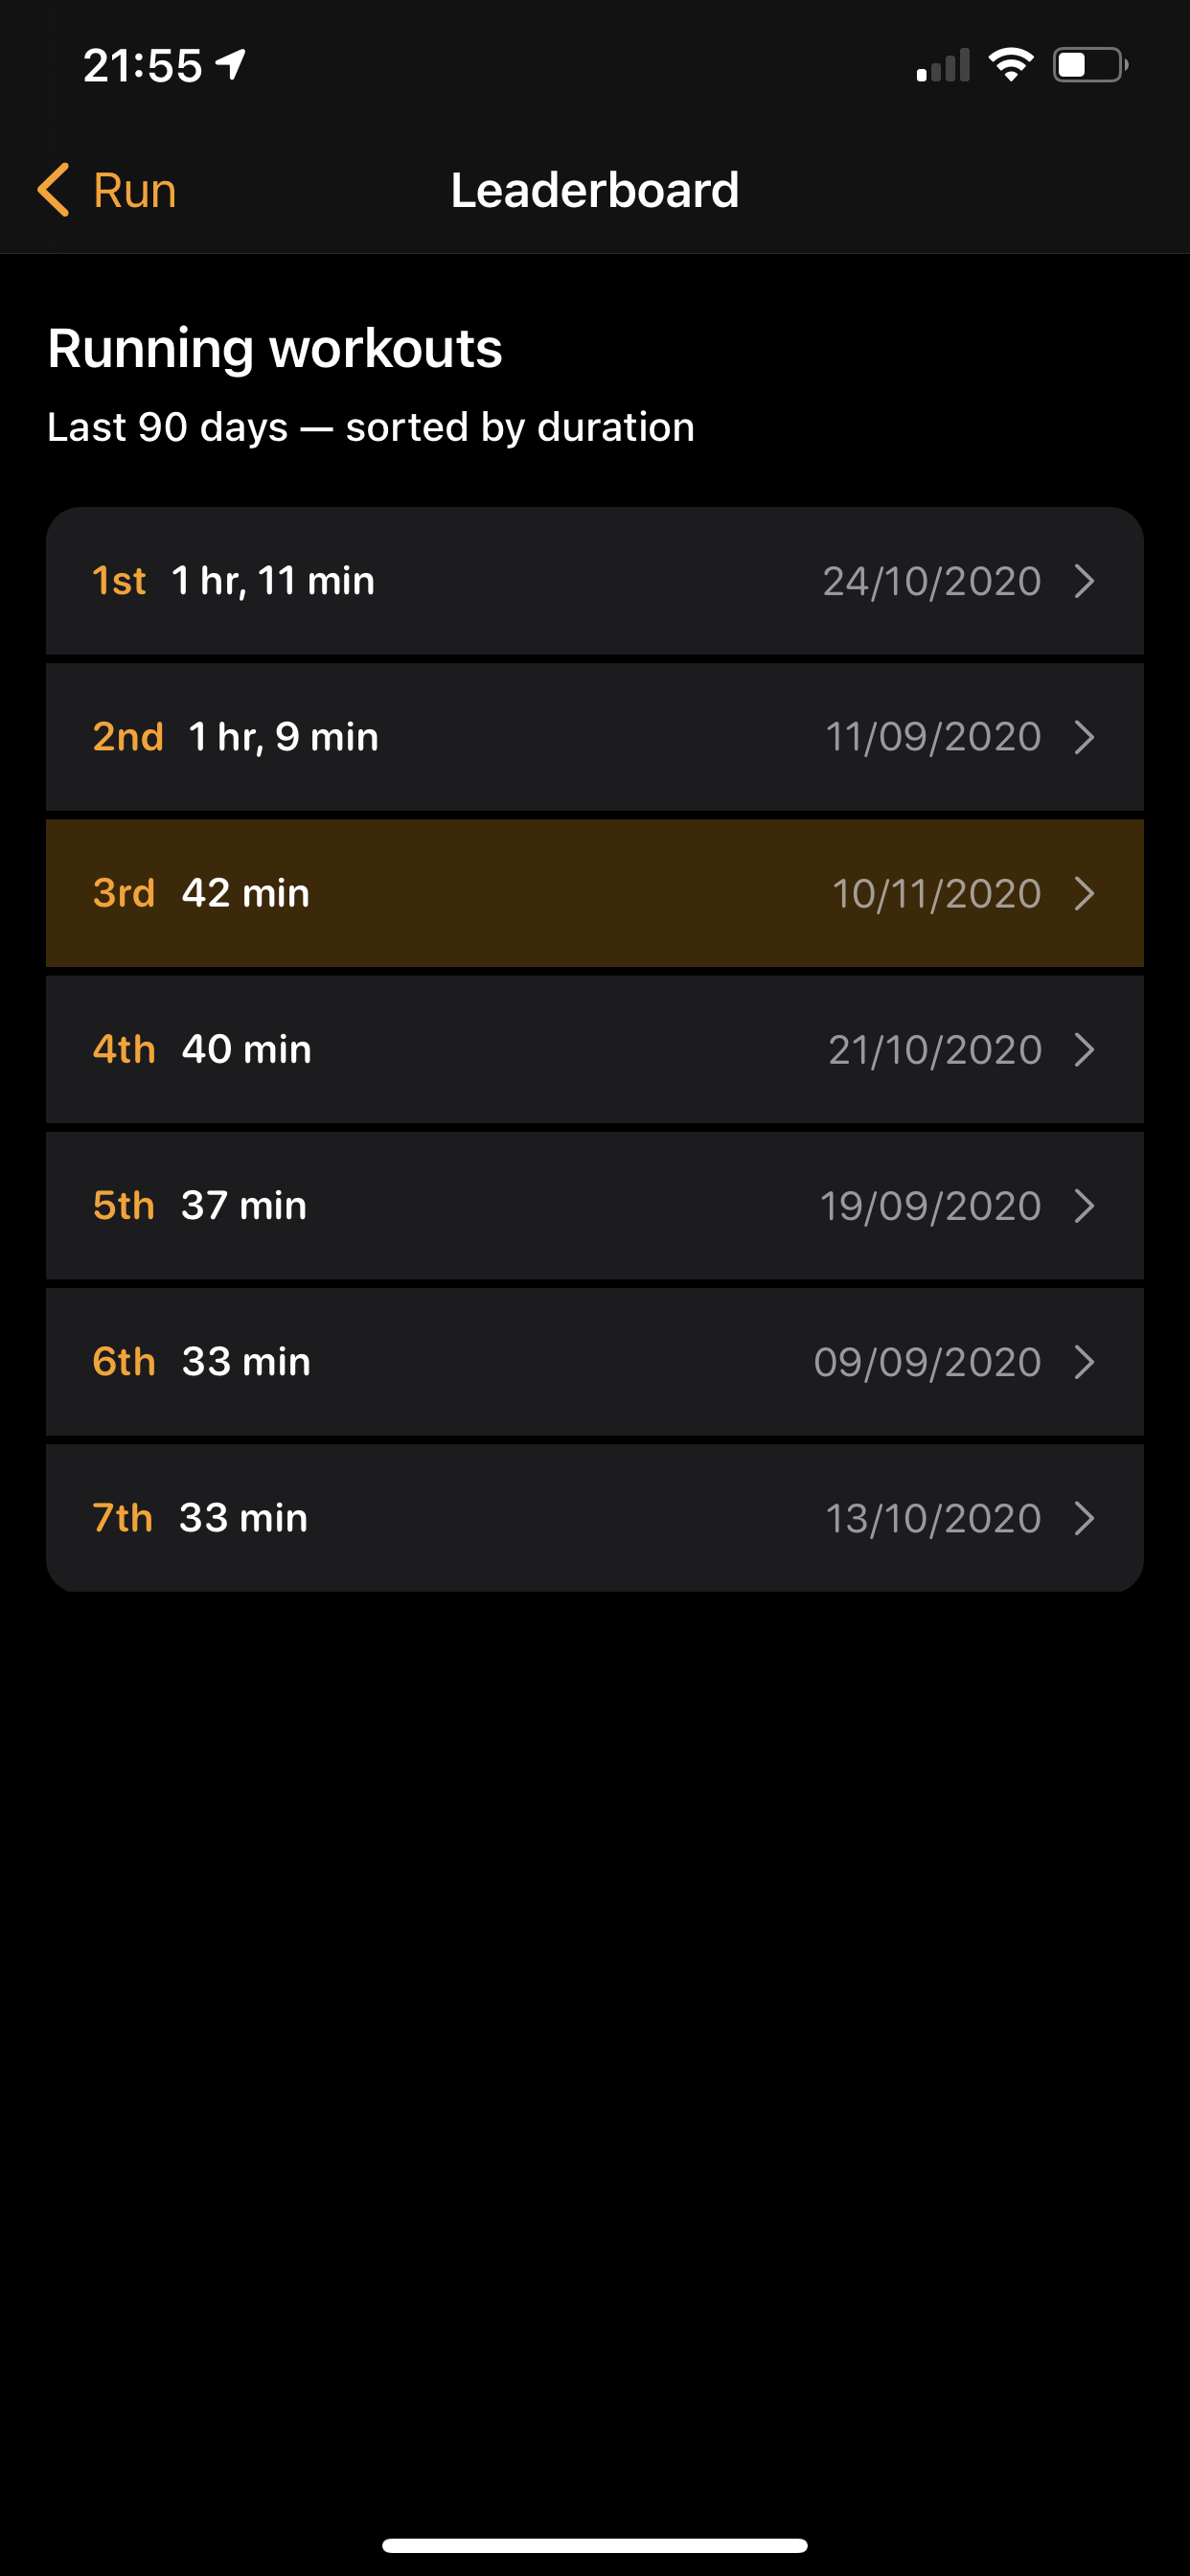 21:55
Run Leaderboard
Running workouts
Last 90 days — sorted by duration
1st 1 hr, 11 min 24/10/2020
2nd 1 hr, 9 min 11/09/2020
3rd 42 min 10/11/2020
4th 40 min 21/10/2020
5th 37 min 19/09/2020
6th 33 min 09/09/2020
7th 33 min 13/10/2020